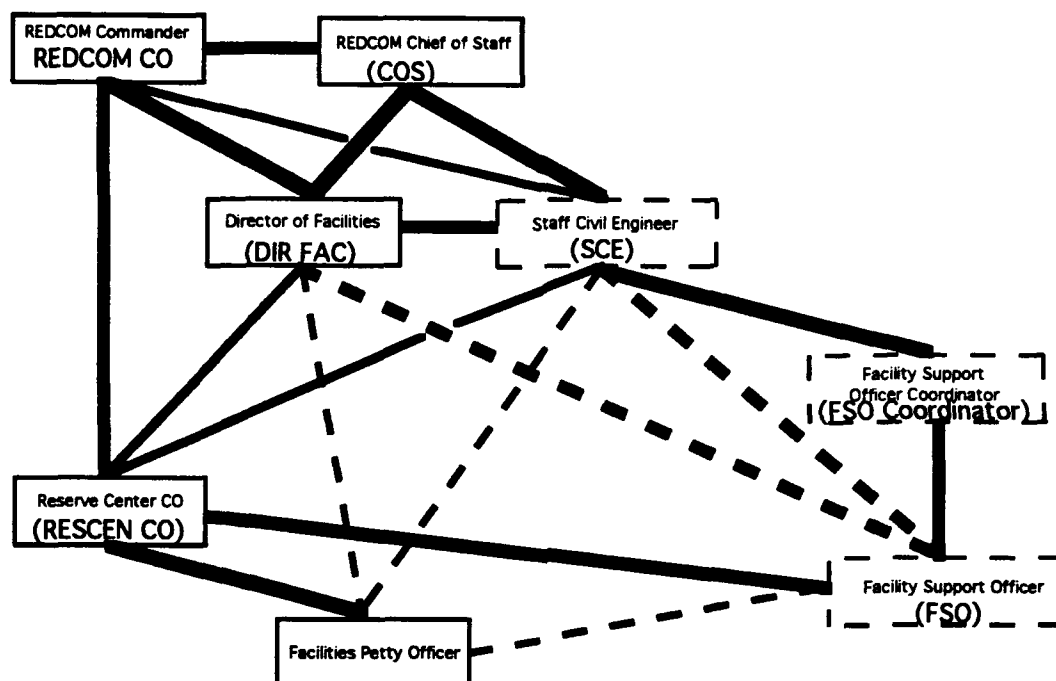 REDCOM Commander
REDCOM CO
REDCOM Chief of Staff
(COS)
Director of Facilities
(DIR FAC)
Staff Civil Engineer
(SCE)
Facility Support
Officer Coordinator
(FSO Coordinator)
Reserve Center CO
(RESCEN CO)
Facility Support Officer
(FSO)
Facilities Petty Officer